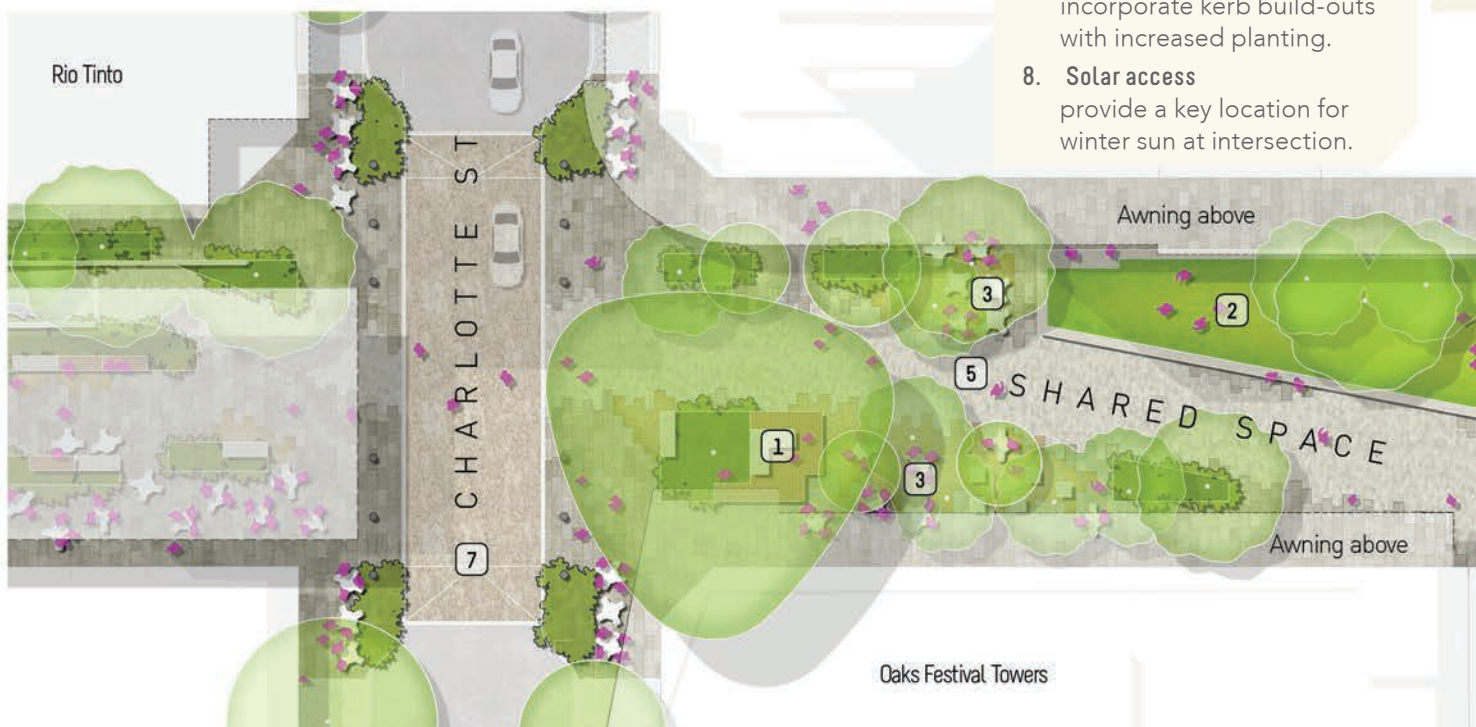 incorporate kerb build-outs
with increased planting.
8. Solar access
provide a key location for
winter sun at intersection.
Rio Tinto
CHARLOTTE ST
Awning above
3
2
5
SHARED SPACE
1
3
7
Awning above
Oaks Festival Towers